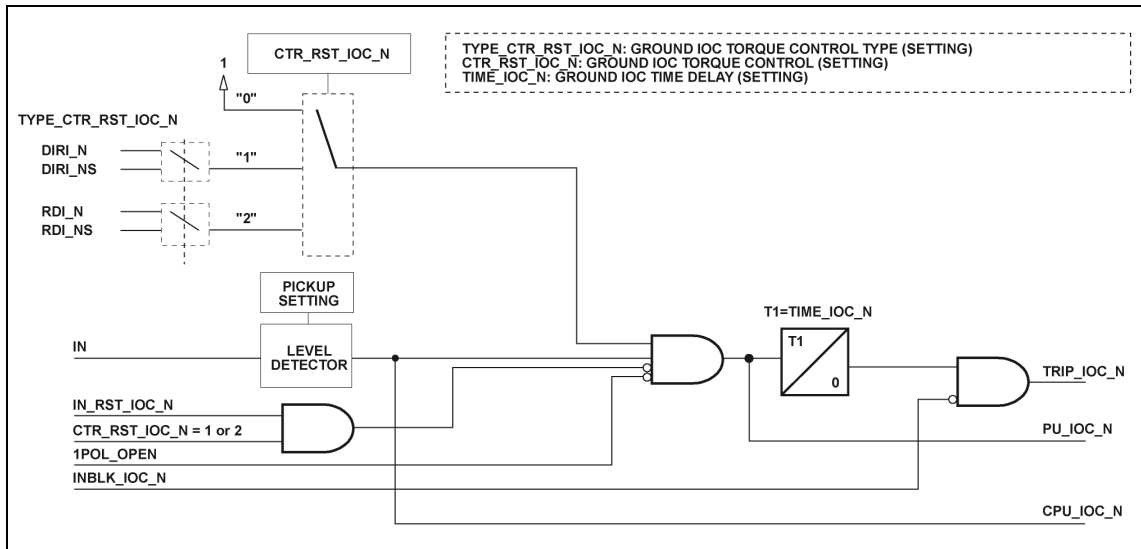 CTR_RST_IOC_N
TYPE_CTR_RST_IOC_N: GROUND IOC TORQUE CONTROL TYPE (SETTING)
CTR_RST_IOC_N: GROUND IOC TORQUE CONTROL (SETTING)
TIME_IOC_N: GROUND IOC TIME DELAY (SETTING)
1
"0"
TYPE_CTR_RST_IOC_N
DIRI_N
DIRI_NS
"1"
RDI_N
RDI_NS
"2"
PICKUP
SETTING
IN
LEVEL
DETECTOR
T1=TIME_IOC_N
T1
0
TRIP_IOC_N
IN_RST_IOC_N
CTR_RST_IOC_N = 1 or 2
1POL_OPEN
INBLK_IOC_N
PU_IOC_N
CPU_IOC_N